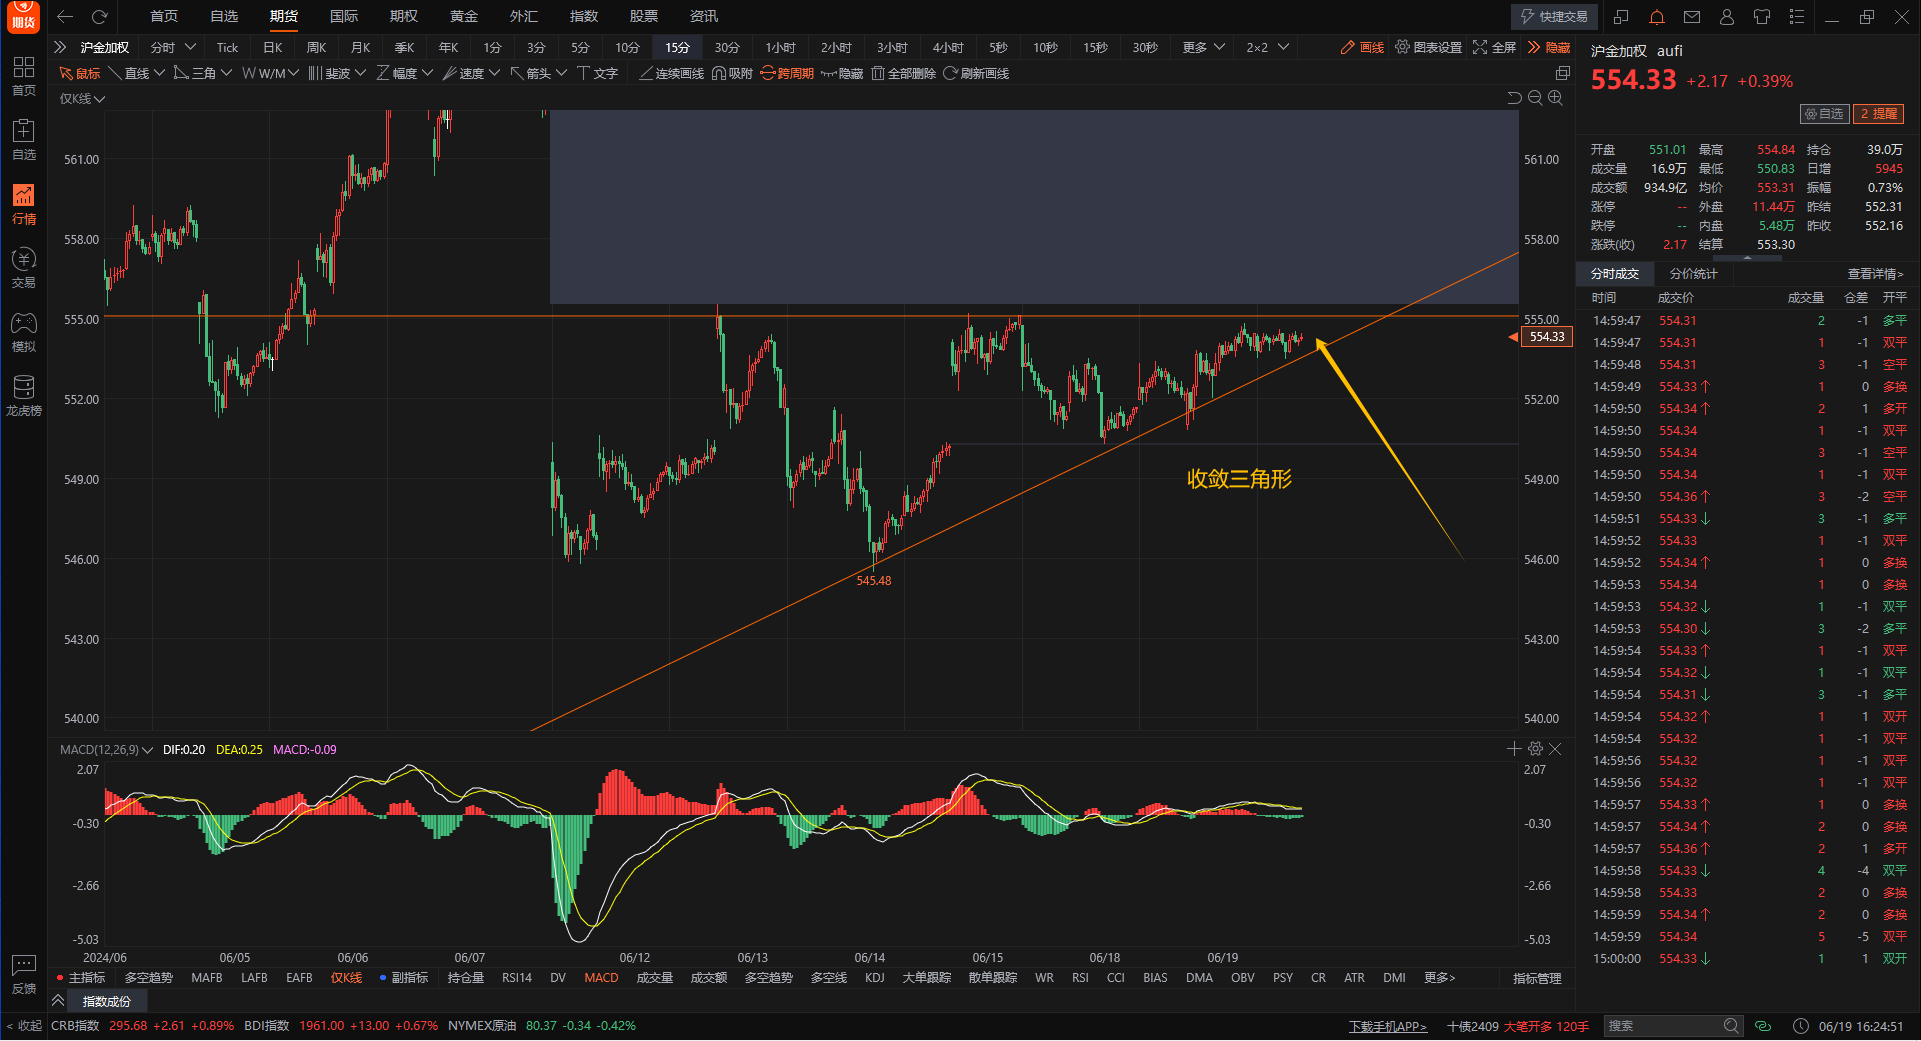 期货
首页 自选 期货 国际 期权 黄金 外汇 指数 股票 资讯
快捷交易
沪金加权 分时 Tick 日K 周K 月K 季K 年K 1分 3分 5分 10分 15分 30分 1小时 2小时 3小时 4小时 5秒 10秒 15秒 30秒 更多 2×2 画线 图表设置 全屏 隐藏
鼠标 直线 三角 W/M 斐波 幅度 速度 箭头 文字 连续画线 吸附 跨周期 隐藏 全部删除 刷新画线
仅K线
首页
自选
行情
交易
模拟
龙虎榜
反馈
< 收起
561.00 561.00
558.00 558.00
555.00 555.00
554.33
552.00 552.00
549.00 549.00
收敛三角形
546.00 546.00
545.48
543.00 543.00
540.00 540.00
MACD(12,26,9) DIF:0.20 DEA:0.25 MACD:-0.09
2.07 2.07
-0.30 -0.30
-2.66 -2.66
-5.03 -5.03
2024/06 06/05 06/06 06/07 06/12 06/13 06/14 06/15 06/18 06/19
主指标 多空趋势 MAFB LAFB EAFB 仅K线 副指标 持仓量 RSI14 DV MACD 成交量 成交额 多空趋势 多空线 KDJ 大单跟踪 散单跟踪 WR RSI CCI BIAS DMA OBV PSY CR ATR DMI 更多> 指标管理
指数成份
沪金加权 aufi
554.33 +2.17 +0.39%
自选 2 提醒
开盘 551.01 最高 554.84 持仓 39.0万
成交量 16.9万 最低 550.83 日增 5945
成交额 934.9亿 均价 553.31 振幅 0.73%
涨停 -- 外盘 11.44万 昨结 552.31
跌停 -- 内盘 5.48万 昨收 552.16
涨跌(收) 2.17 结算 553.30
分时成交 分价统计 查看详情>
时间 成交价 成交量 仓差 开平
14:59:47 554.31 2 -1 多平
14:59:47 554.31 1 -1 双平
14:59:48 554.31 3 -1 空平
14:59:49 554.33↑ 1 0 多换
14:59:50 554.34↑ 2 1 多开
14:59:50 554.34 1 -1 双平
14:59:50 554.34 3 -1 空平
14:59:50 554.34 1 -1 双平
14:59:50 554.36↑ 3 -2 空平
14:59:51 554.33↓ 3 -1 多平
14:59:52 554.33 1 -1 双平
14:59:52 554.34↑ 1 0 多换
14:59:53 554.34 1 0 多换
14:59:53 554.32↓ 1 -1 双平
14:59:53 554.30↓ 3 -2 多平
14:59:54 554.33↑ 1 -1 双平
14:59:54 554.32↓ 1 -1 双平
14:59:54 554.31↓ 3 -1 多平
14:59:54 554.32↑ 1 1 双开
14:59:54 554.32 1 -1 双平
14:59:56 554.32 1 -1 双平
14:59:56 554.32 1 -1 双平
14:59:57 554.33↑ 1 0 多换
14:59:57 554.34↑ 2 0 多换
14:59:57 554.36↑ 2 1 多开
14:59:58 554.33↓ 4 -4 双平
14:59:58 554.33 2 0 多换
14:59:59 554.34↑ 2 0 多换
14:59:59 554.34 5 -5 双平
15:00:00 554.33↓ 1 1 双开
CRB指数 295.68 +2.61 +0.89% BDI指数 1961.00 +13.00 +0.67% NYMEX原油 80.37 -0.34 -0.42% 下载手机APP> 十债2409 大笔开多 120手 搜索 06/19 16:24:51